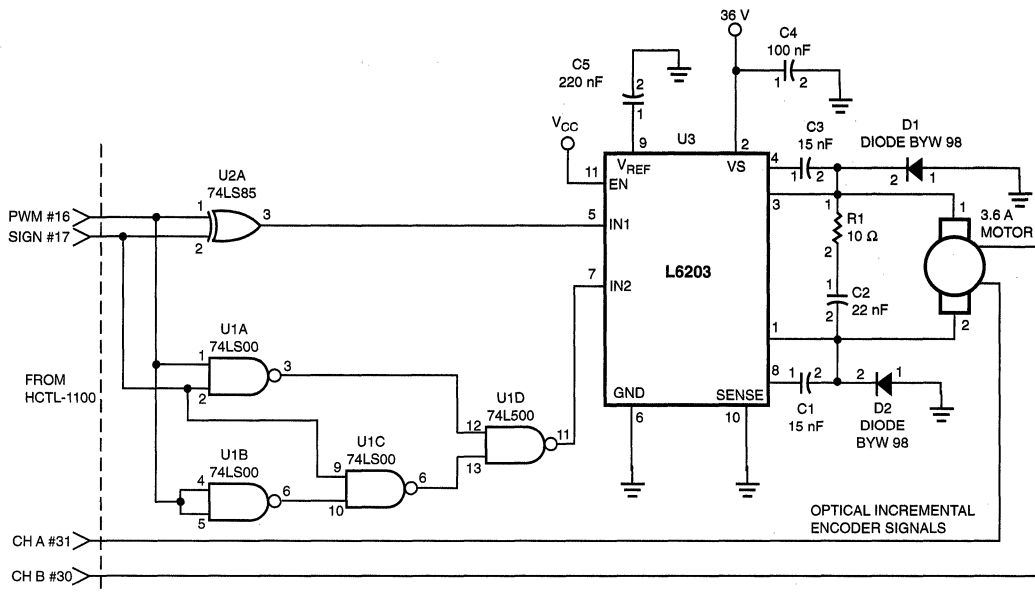 36 V
C4
100 nF
1 2
C5
220 nF
2
1
VCC
9
U3
2
VREF
VS
11
EN
C3
15 nF
4
1 2
D1
DIODE BYW 98
2 1
3
U2A
74LS85
PWM #16
SIGN #17
1
2
3
5
IN1
1
R1
10 Ω
2
1
3.6 A
MOTOR
L6203
7
IN2
1
C2
22 nF
2
2
1
U1A
74LS00
1
2
3
FROM
HCTL-1100
8
1 2
C1
15 nF
2 1
D2
DIODE
BYW 98
GND
SENSE
6
10
U1D
74L500
12
13
11
U1C
74LS00
9
10
6
U1B
74LS00
4
5
6
OPTICAL INCREMENTAL
ENCODER SIGNALS
CH A #31
CH B #30